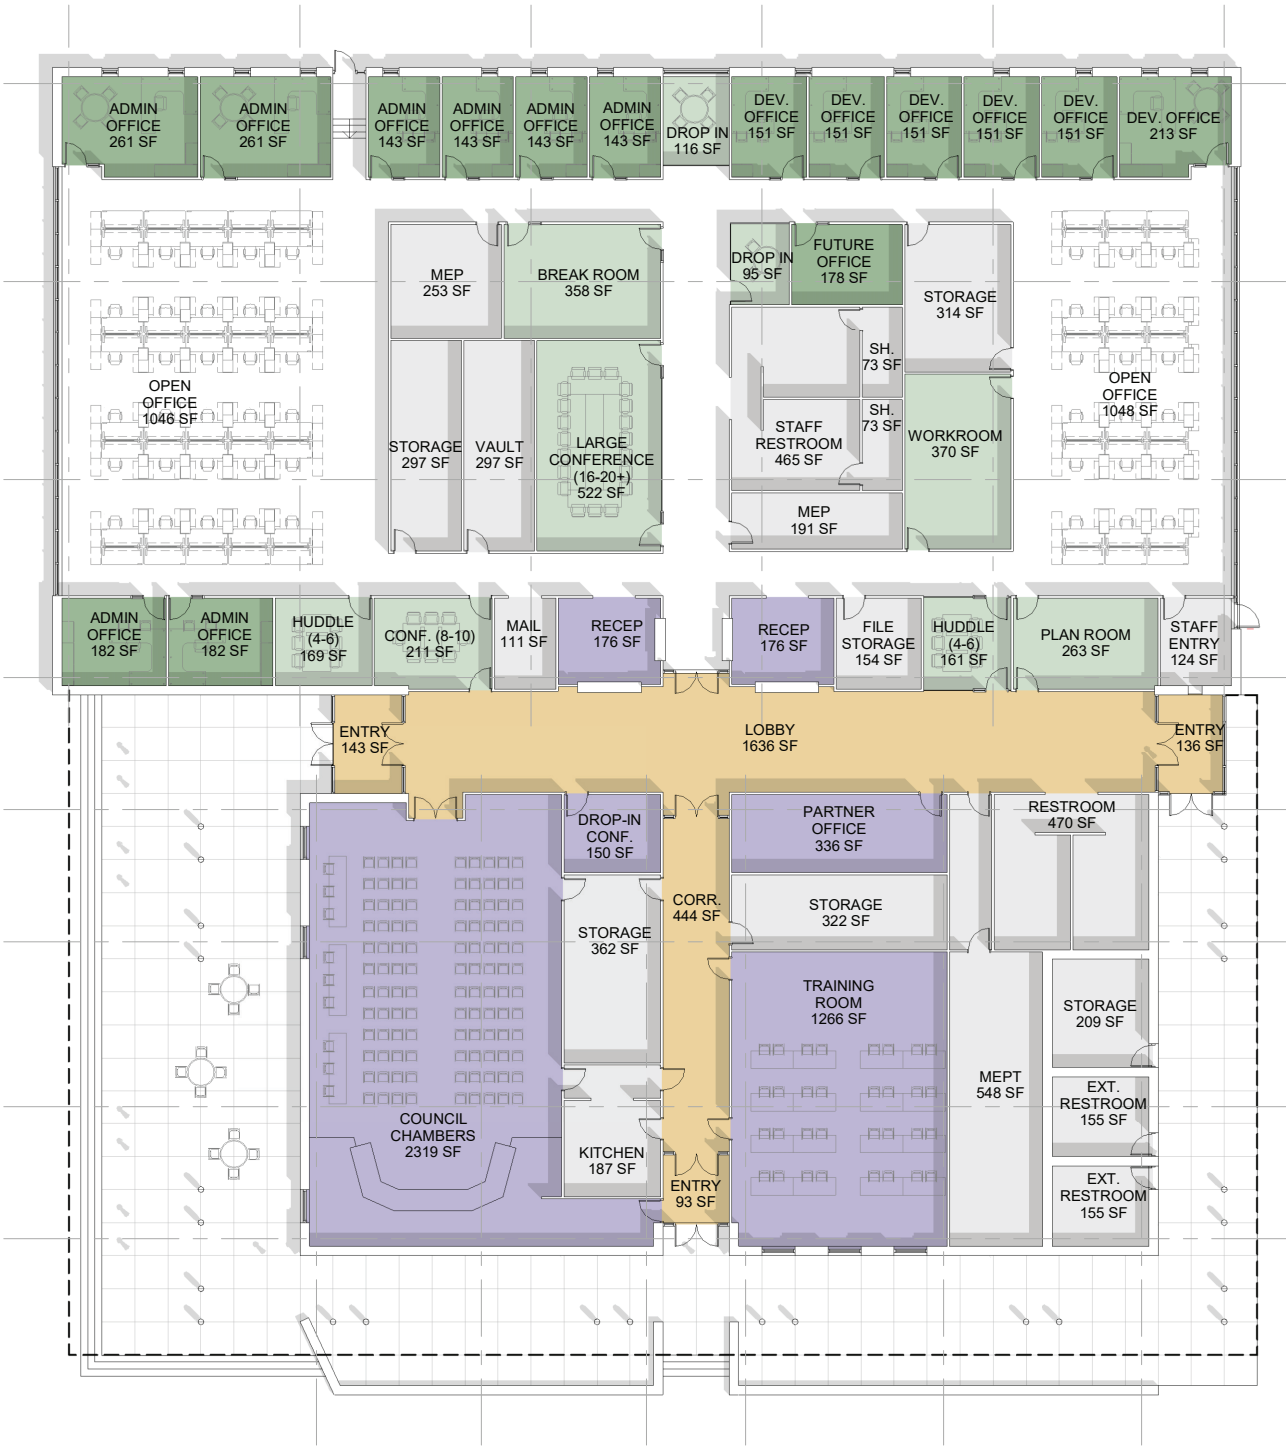 ADMIN
OFFICE
261 SF
ADMIN
OFFICE
261 SF
ADMIN
OFFICE
143 SF
ADMIN
OFFICE
143 SF
ADMIN
OFFICE
143 SF
ADMIN
OFFICE
143 SF
DROP IN
116 SF
DEV.
OFFICE
151 SF
DEV.
OFFICE
151 SF
DEV.
OFFICE
151 SF
DEV.
OFFICE
151 SF
DEV.
OFFICE
151 SF
DEV. OFFICE
213 SF
MEP
253 SF
BREAK ROOM
358 SF
DROP IN
95 SF
FUTURE
OFFICE
178 SF
STORAGE
314 SF
OPEN
OFFICE
1046 SF
SH.
73 SF
OPEN
OFFICE
1048 SF
STORAGE
297 SF
VAULT
297 SF
LARGE
CONFERENCE
(16-20+)
522 SF
STAFF
RESTROOM
465 SF
SH.
73 SF
WORKROOM
370 SF
MEP
191 SF
ADMIN
OFFICE
182 SF
ADMIN
OFFICE
182 SF
HUDDLE
(4-6)
169 SF
CONF. (8-10)
211 SF
MAIL
111 SF
RECEP
176 SF
RECEP
176 SF
FILE
STORAGE
154 SF
HUDDLE
(4-6)
161 SF
PLAN ROOM
263 SF
STAFF
ENTRY
124 SF
ENTRY
143 SF
LOBBY
1636 SF
ENTRY
136 SF
DROP-IN
CONF.
150 SF
PARTNER
OFFICE
336 SF
RESTROOM
470 SF
CORR.
444 SF
STORAGE
362 SF
STORAGE
322 SF
TRAINING
ROOM
1266 SF
STORAGE
209 SF
MEPT
548 SF
EXT.
RESTROOM
155 SF
COUNCIL
CHAMBERS
2319 SF
KITCHEN
187 SF
ENTRY
93 SF
EXT.
RESTROOM
155 SF